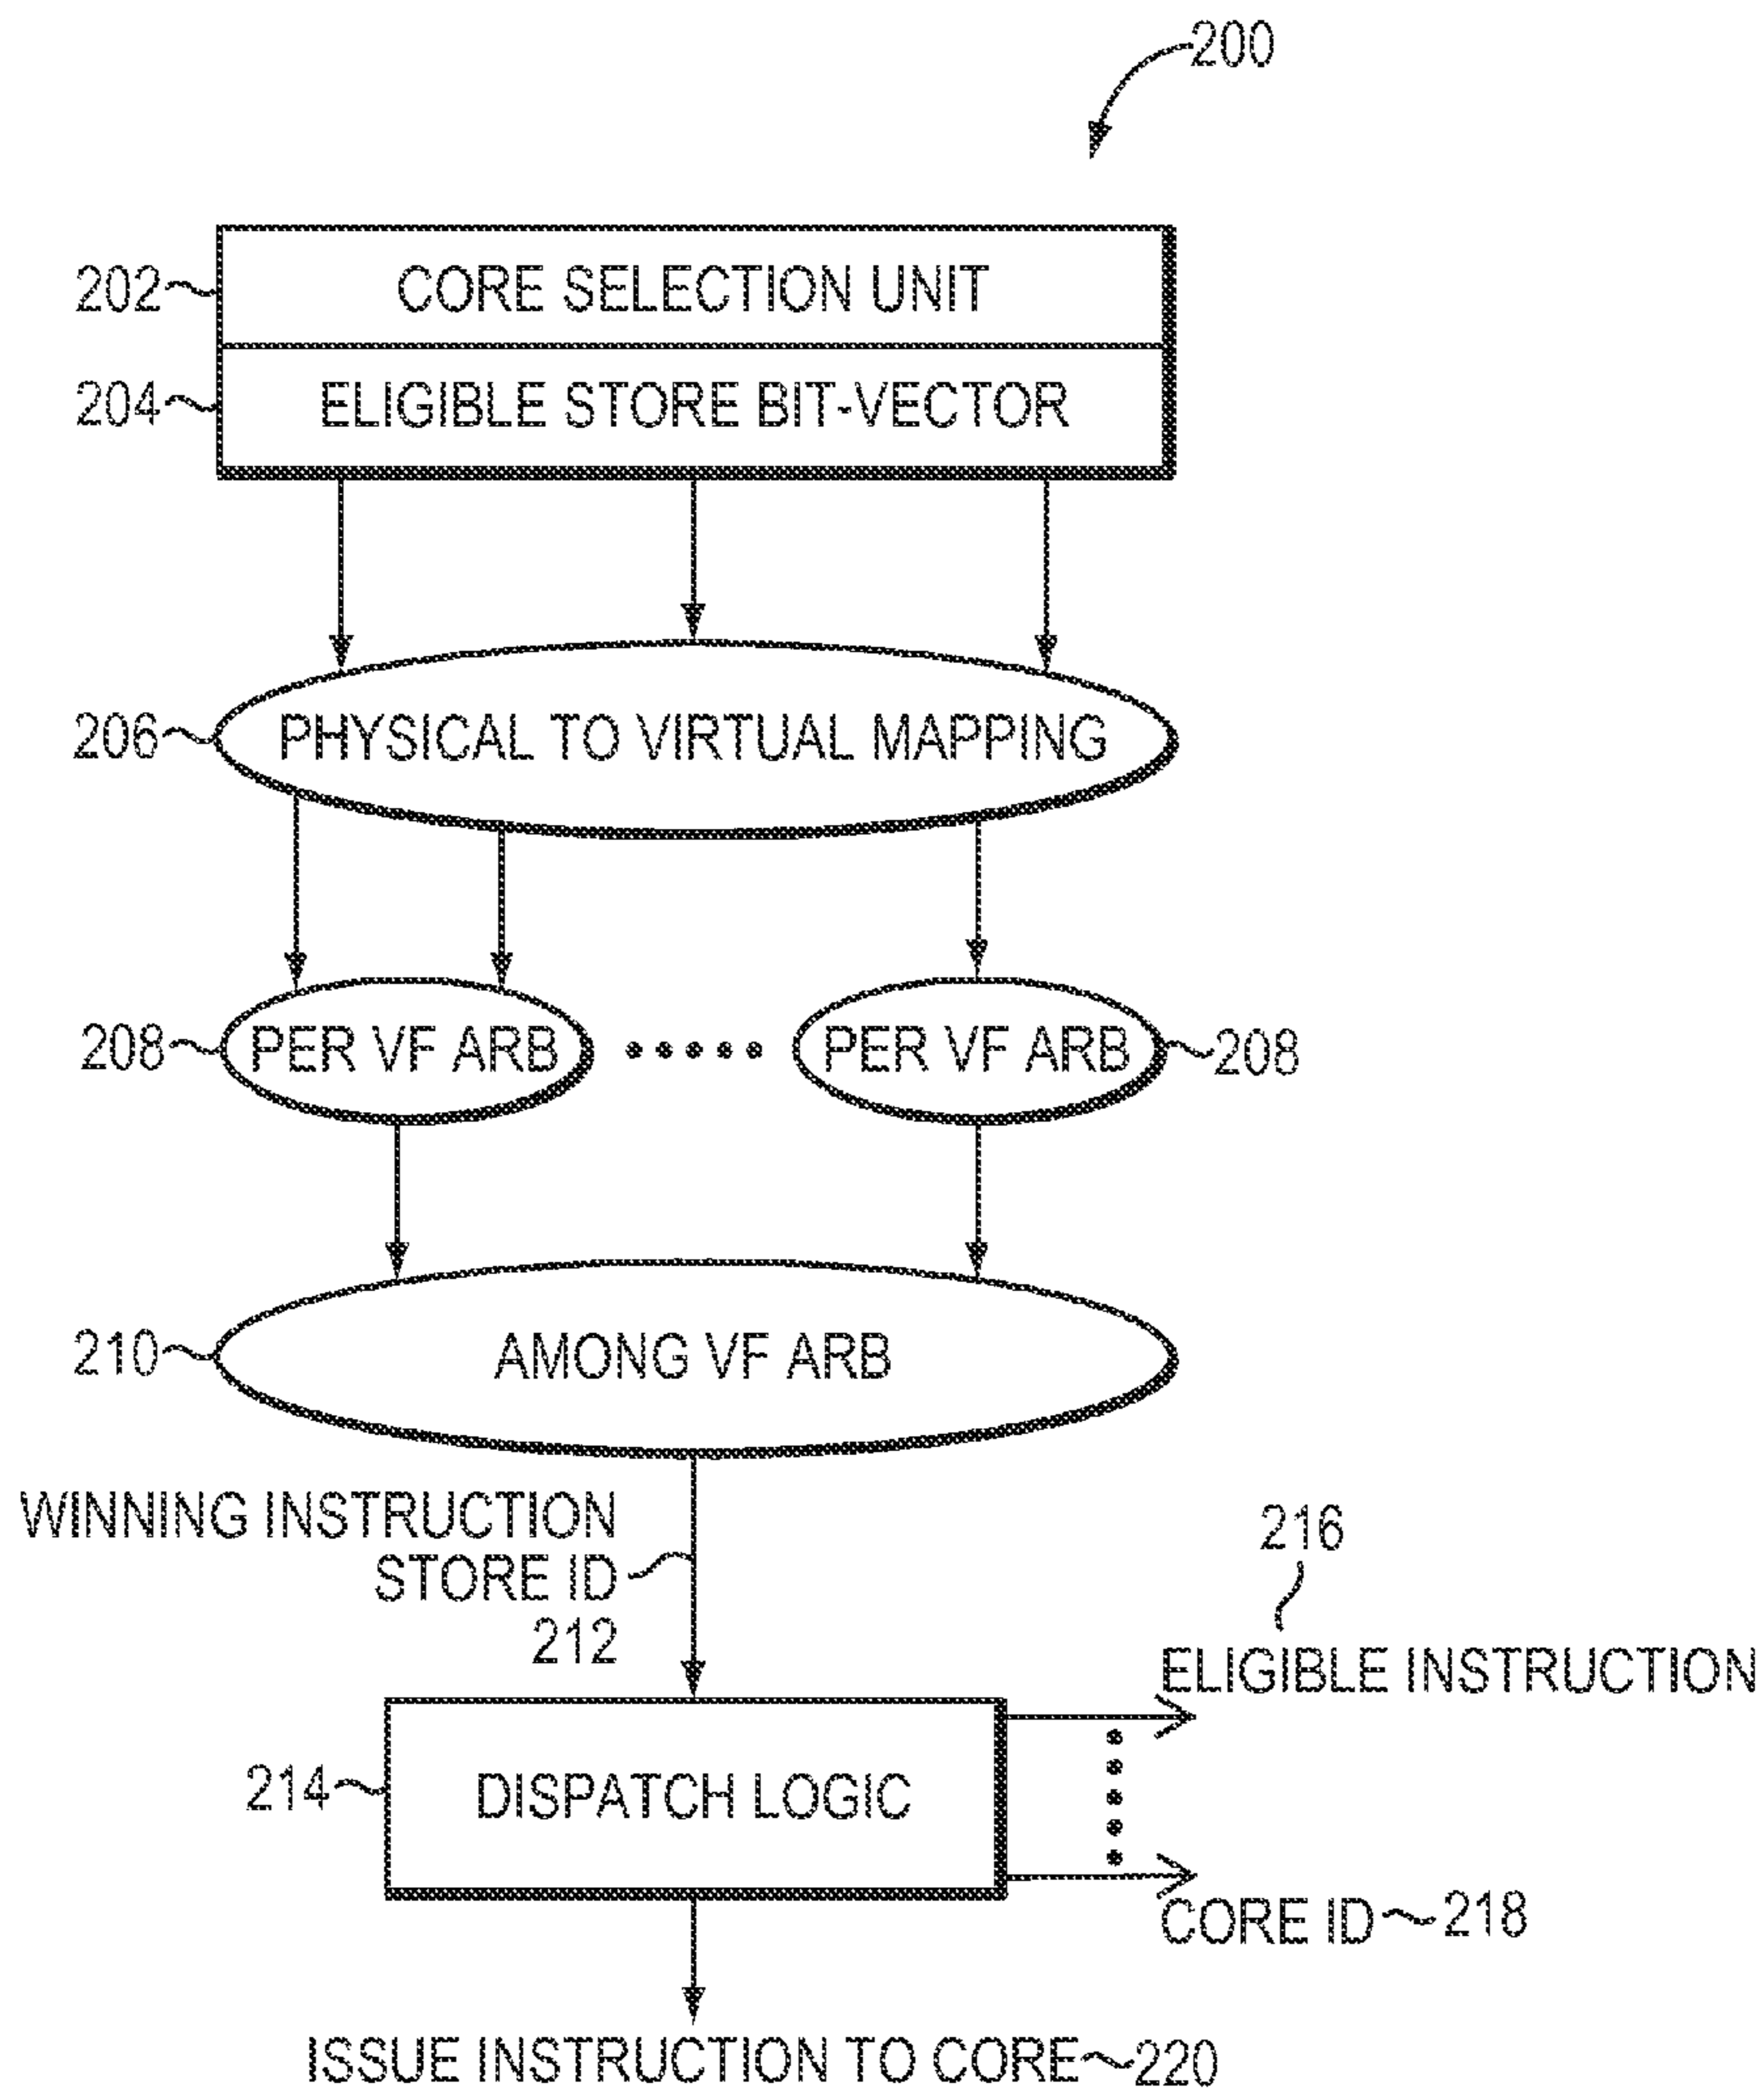 200
202 CORE SELECTION UNIT
204 ELIGIBLE STORE BIT-VECTOR
206 PHYSICAL TO VIRTUAL MAPPING
208 PER VF ARB ..... PER VF ARB 208
210 AMONG VF ARB
WINNING INSTRUCTION
STORE ID
212
216
ELIGIBLE INSTRUCTION
214 DISPATCH LOGIC
CORE ID 218
ISSUE INSTRUCTION TO CORE 220